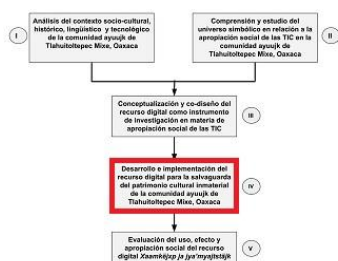 I
Análisis del contexto socio-cultural,
histórico, lingüístico y tecnológico
de la comunidad ayuujk de
Tlahuitoltepec Mixe, Oaxaca
Comprensión y estudio del
universo simbólico en relación a la
apropiación social de las TIC en la
comunidad ayuujk de
Tlahuitoltepec Mixe, Oaxaca
II
Conceptualización y co-diseño del
recurso digital como instrumento
de investigación en materia de
apropiación social de las TIC
III
Desarrollo e implementación del
recurso digital para la salvaguarda
del patrimonio cultural inmaterial
de la comunidad ayuujk de
Tlahuitoltepec Mixe, Oaxaca
IV
Evaluación del uso, efecto y
apropiación social del recurso
digital Xaamkëjxp ja jya'myajtstäjk
V